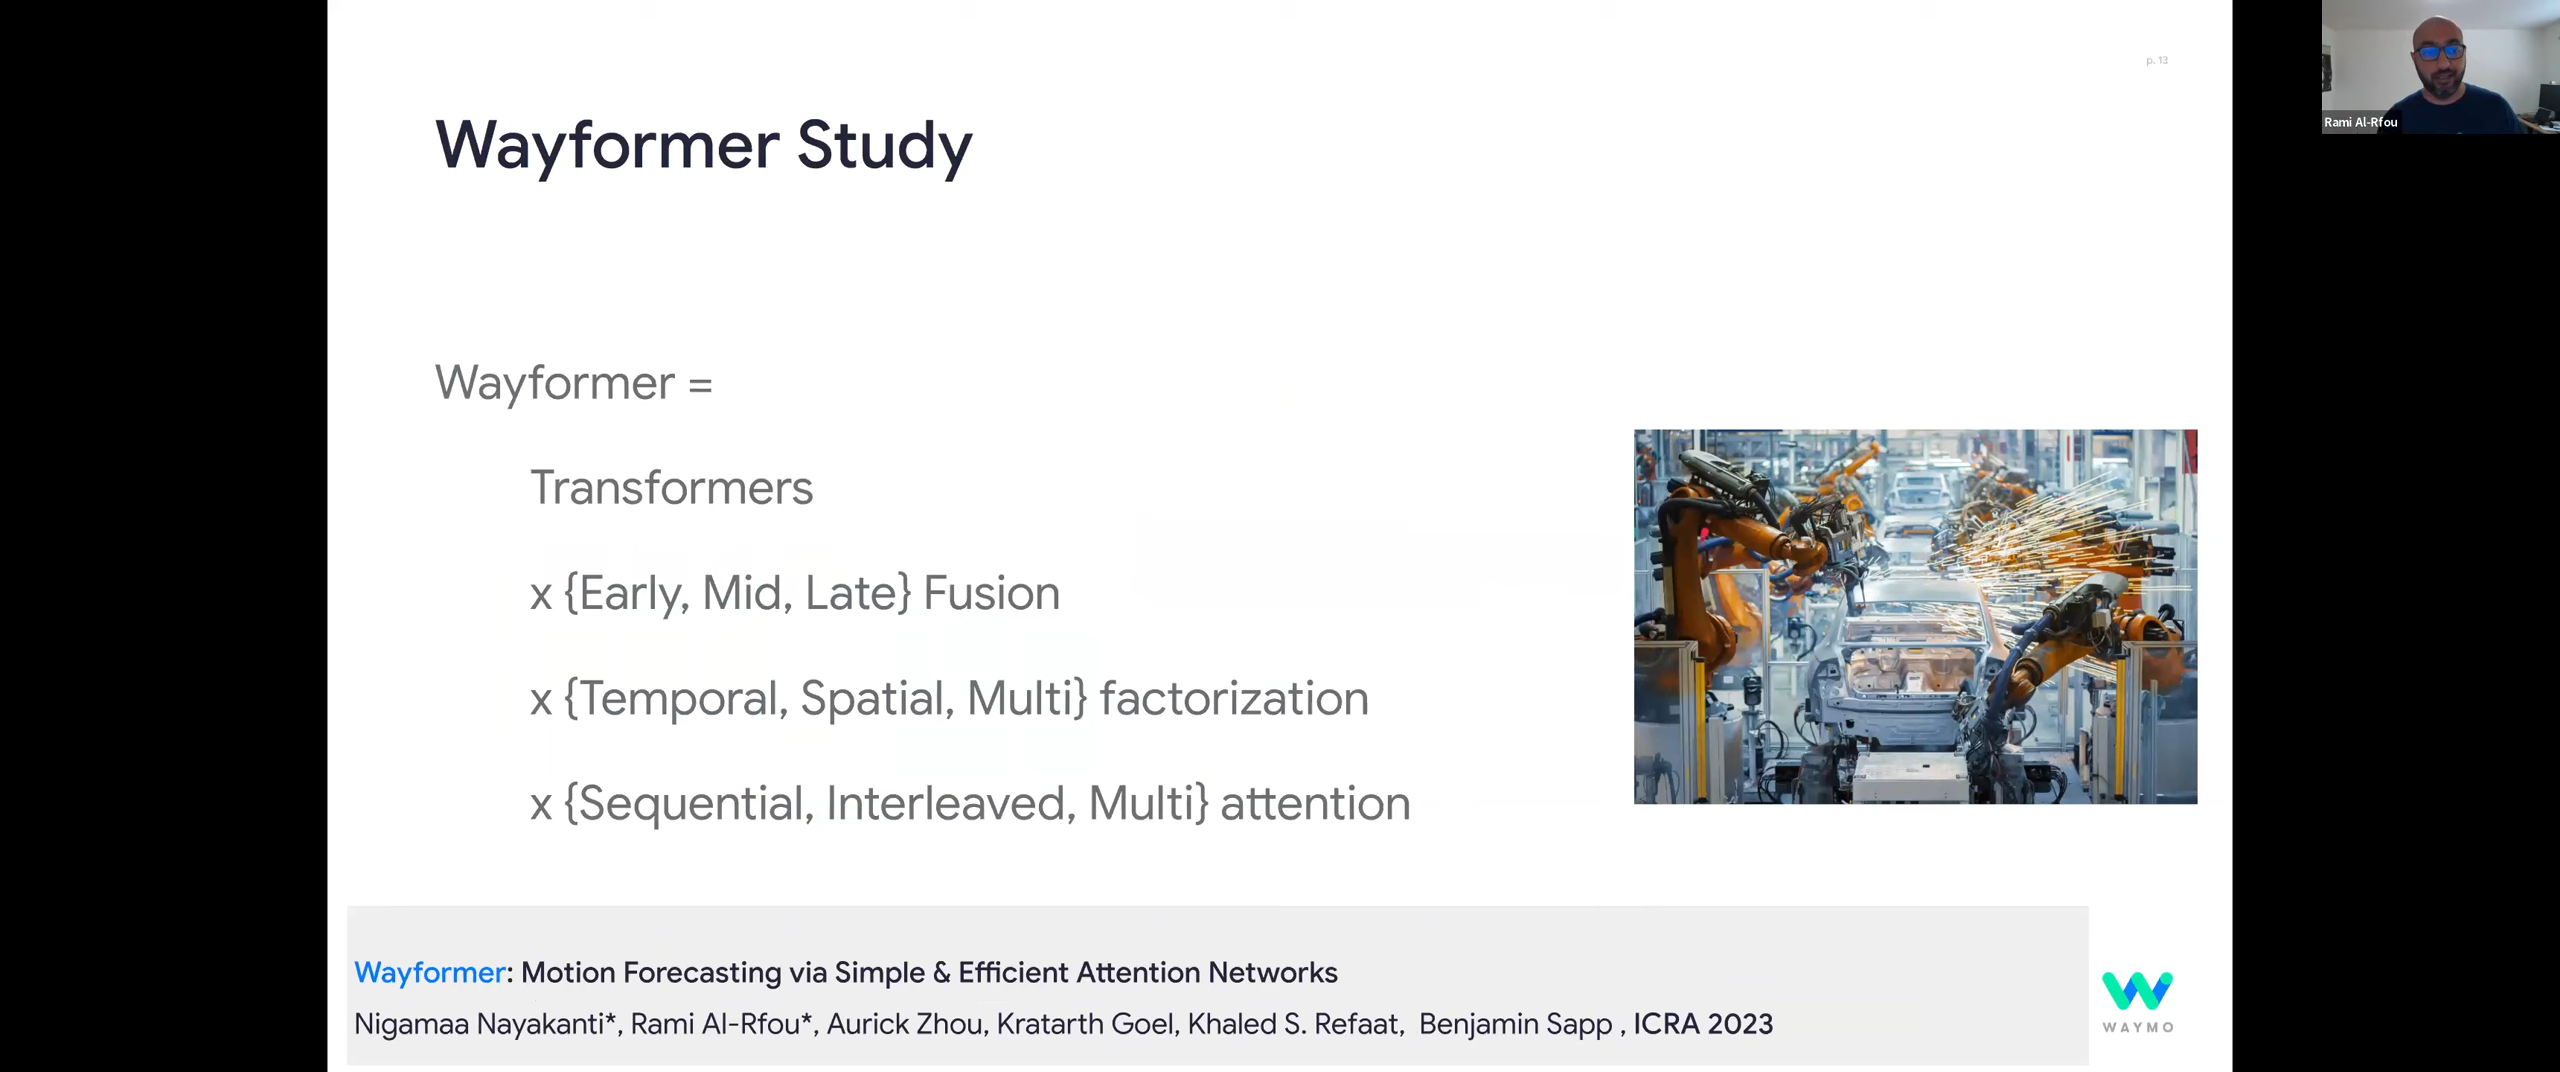 p. 13
Rami Al-Rfou
Wayformer Study
Wayformer =
Transformers
x {Early, Mid, Late} Fusion
x {Temporal, Spatial, Multi} factorization
x {Sequential, Interleaved, Multi} attention
Wayformer: Motion Forecasting via Simple & Efficient Attention Networks
Nigamaa Nayakanti*, Rami Al-Rfou*, Aurick Zhou, Kratarth Goel, Khaled S. Refaat, Benjamin Sapp , ICRA 2023
WAYMO